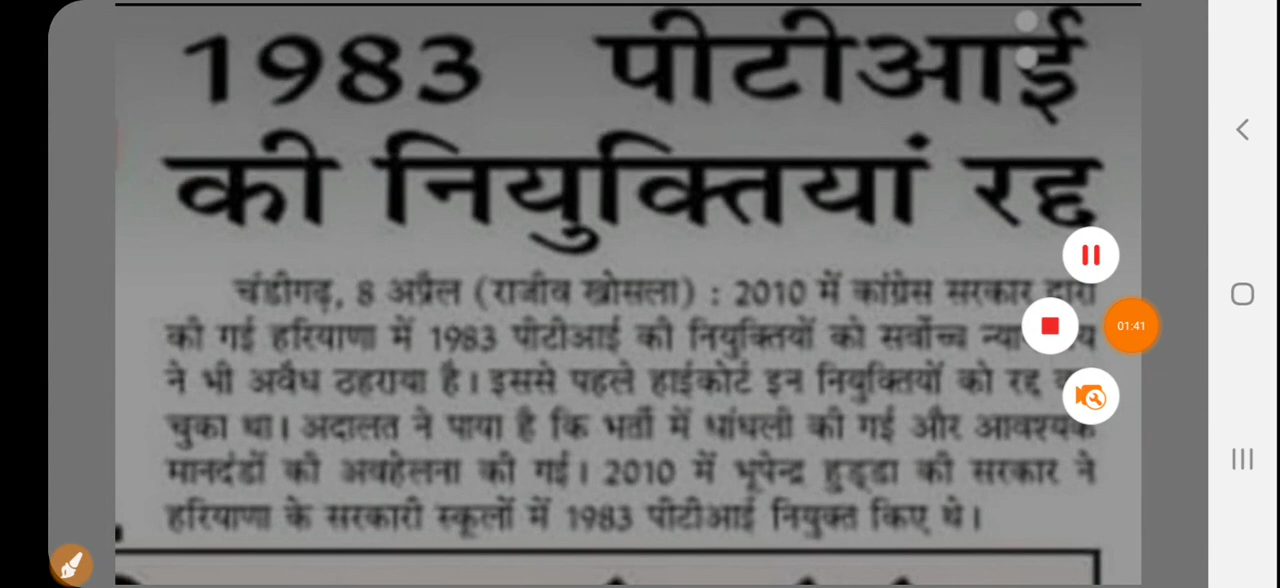 1983 पीटीआई
की नियुक्तियां रद्द
चंडीगढ़, 8 अप्रैल (राजीव खोसला) : 2010 में कांग्रेस सरकार द्वारा
की गई हरियाणा में 1983 पीटीआई की नियुक्तियों को सर्वोच्च
ने भी अवैध ठहराया है। इससे पहले हाईकोर्ट इन नियुक्तियों को रद्द
चुका था। अदालत ने पाया है कि भर्ती में धांधली की गई और आवश्यक
मानदंडों की अवहेलना की गई। 2010 में भूपेन्द्र हुड्डा की सरकार ने
हरियाणा के सरकारी स्कूलों में 1983 पीटीआई नियुक्त किए थे।
01:41